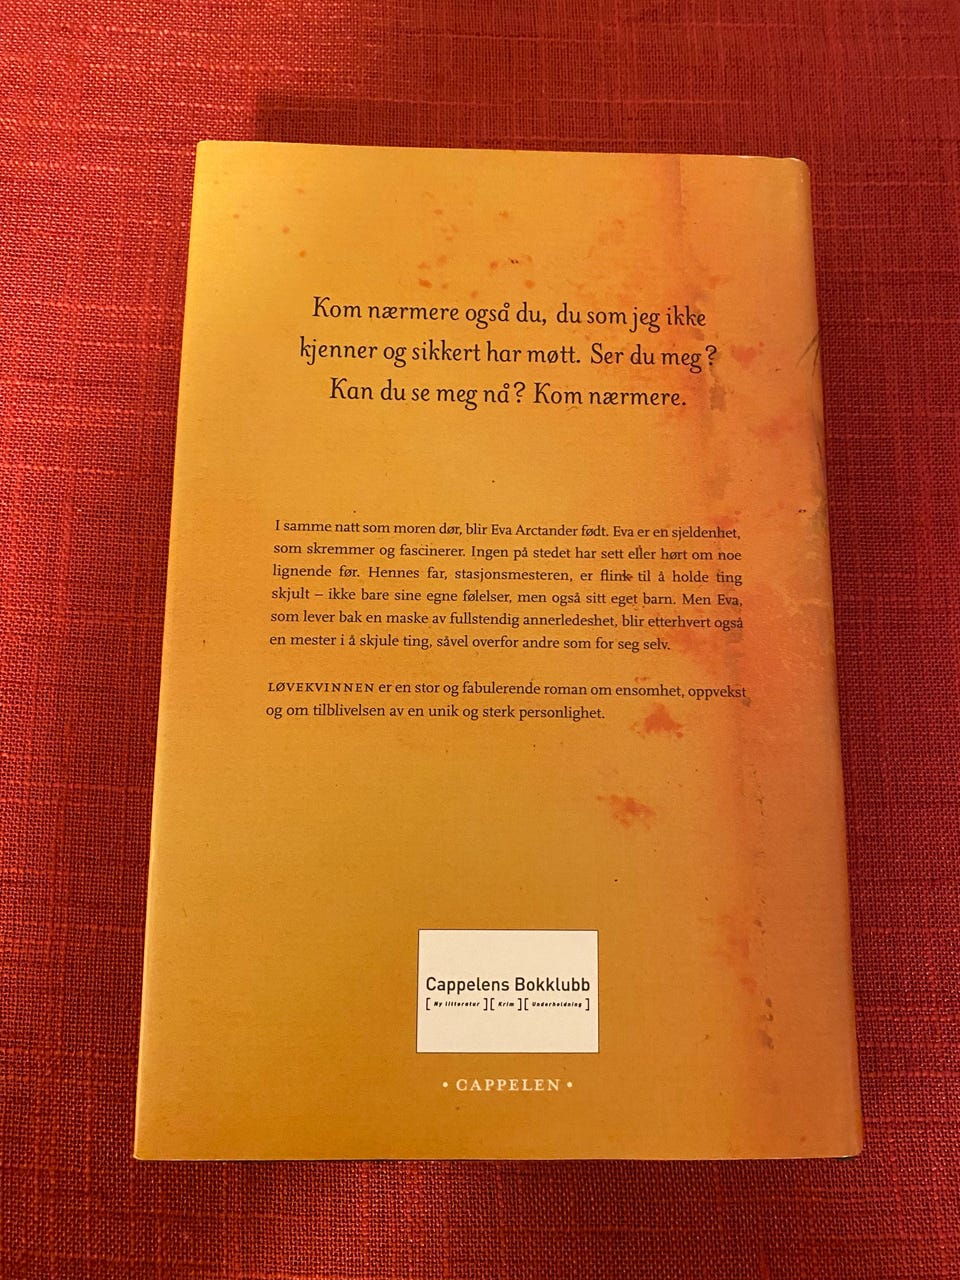 Kom nærmere også du, du som jeg ikke
kjenner og sikkert har møtt. Ser du meg?
Kan du se meg nå? Kom nærmere.
I samme natt som moren dør, blir Eva Arctander født. Eva er en sjeldenhet,
som skremmer og fascinerer. Ingen på stedet har sett eller hørt om noe
lignende før. Hennes far, stasjonsmesteren, er flink til å holde ting
skjult – ikke bare sine egne følelser, men også sitt eget barn. Men Eva,
som lever bak en maske av fullstendig annerledeshet, blir etterhvert også
en mester i å skjule ting, såvel overfor andre som for seg selv.
LØVEKVINNEN er en stor og fabulerende roman om ensomhet, oppvekst
og om tilblivelsen av en unik og sterk personlighet.
Cappelens Bokklubb
[ Ny litteratur ][ Krim ][ Underholdning ]
• CAPPELEN •